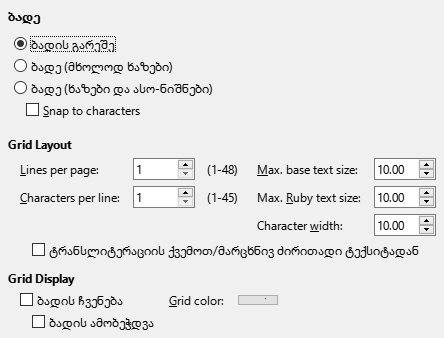 ბადე
ბადის გარეშე
ბადე (მხოლოდ ხაზები)
ბადე (ხაზები და ასო-ნიშნები)
Snap to characters
Grid Layout
Lines per page: 1 (1-48) Max. base text size: 10.00
Characters per line: 1 (1-45) Max. Ruby text size: 10.00
Character width: 10.00
ტრანსლიტერაციის ქვემოთ/მარცხნივ ძირითადი ტექსიტადან
Grid Display
ბადის ჩვენება Grid color:
ბადის ამობეჭდვა